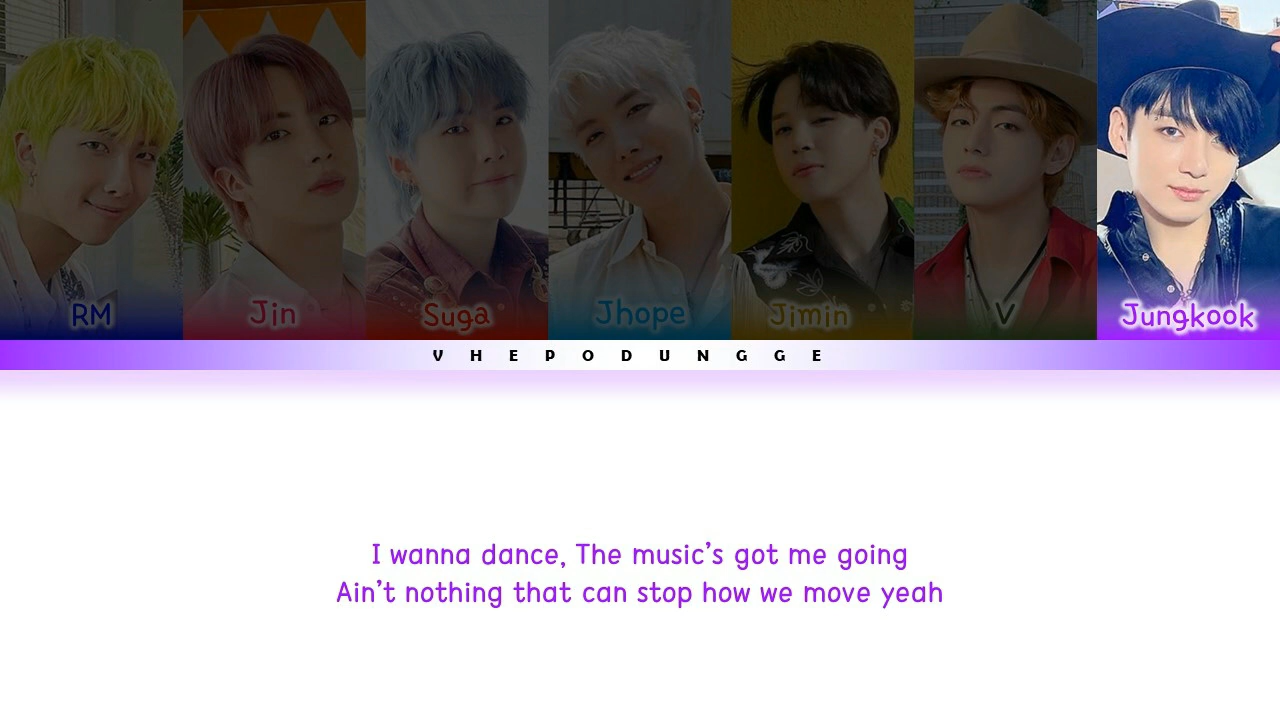 RM Jin Suga Jhope Jimin V Jungkook
VHEPODUNGGE
I wanna dance, The music's got me going
Ain't nothing that can stop how we move yeah